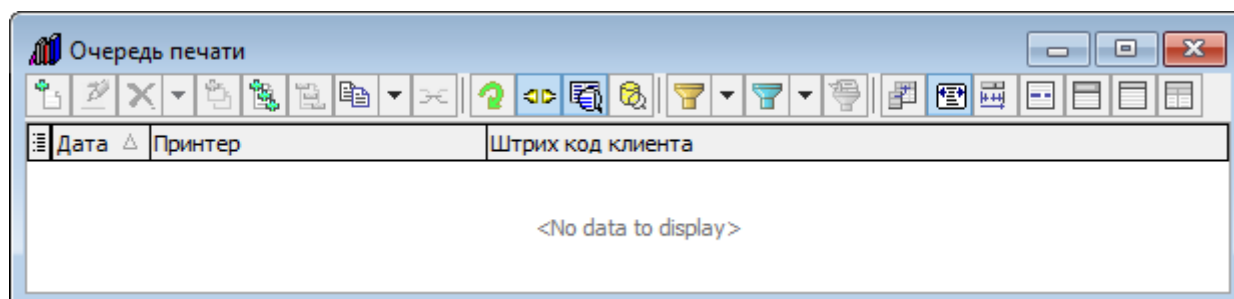 Очередь печати
Дата Принтер Штрих код клиента
<No data to display>